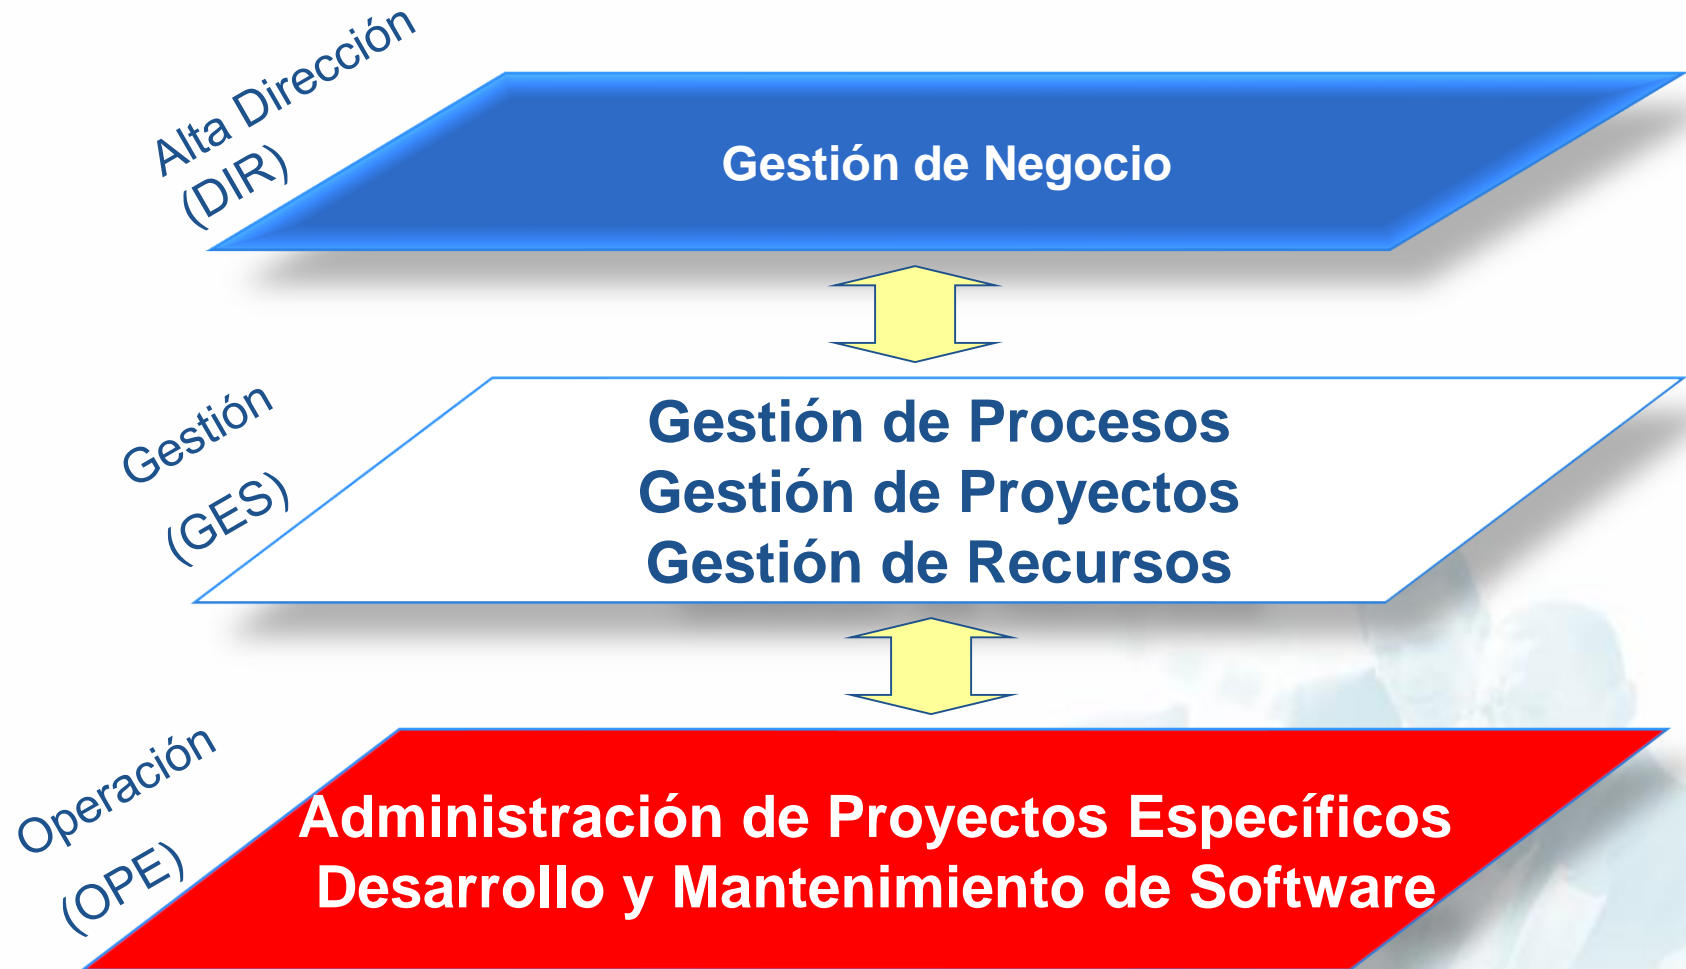 Alta Dirección
(DIR)
Gestión de Negocio
Gestión
(GES)
Gestión de Procesos
Gestión de Proyectos
Gestión de Recursos
Operación
(OPE)
Administración de Proyectos Específicos
Desarrollo y Mantenimiento de Software